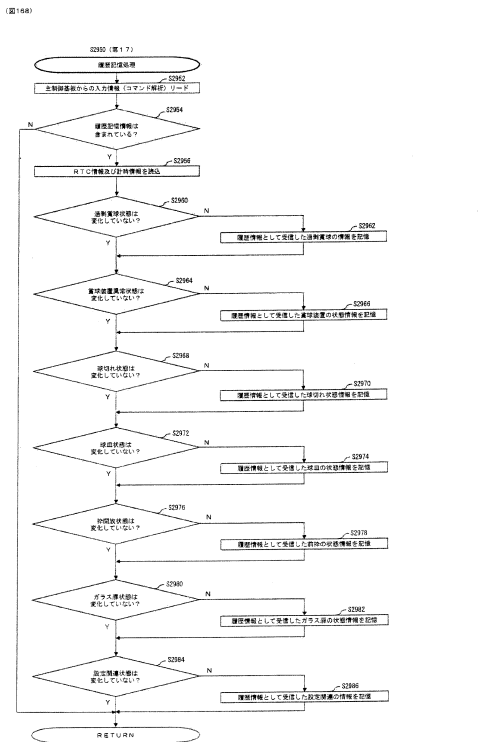 (図168)
S2950 (第17)
履歴記憶処理
S2952
主制御基板からの入力情報 (コマンド解析) リード
S2954
N
履歴記憶情報は
含まれている?
Y
S2956
RTC情報及び計時情報を読込
S2960
過剰賞球状態は
変化していない?
N
S2962
Y
履歴情報として受信した過剰賞球の情報を記憶
S2964
賞球装置異常状態は
変化していない?
N
S2966
Y
履歴情報として受信した賞球装置の状態情報を記憶
S2968
球切れ状態は
変化していない?
N
S2970
Y
履歴情報として受信した球切れ状態情報を記憶
S2972
球皿状態は
変化していない?
N
S2974
Y
履歴情報として受信した球皿の状態情報を記憶
S2976
枠開放状態は
変化していない?
N
S2978
Y
履歴情報として受信した前枠の状態情報を記憶
S2980
ガラス扉状態は
変化していない?
N
S2982
Y
履歴情報として受信したガラス扉の状態情報を記憶
S2984
設定関連状態は
変化していない?
N
S2986
Y
履歴情報として受信した設定関連の情報を記憶
RETURN